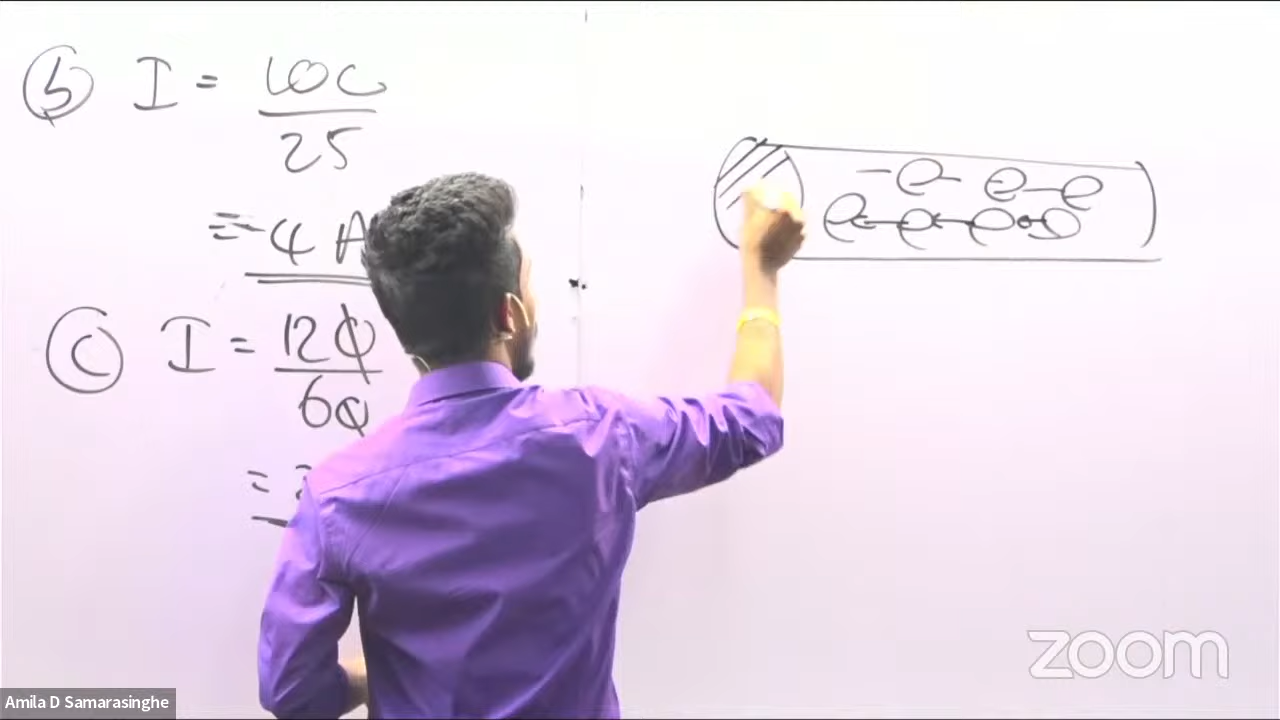 b I = 100
25
= 4 A
c I = 120
60
=
e e e
e e e e
zoom
Amila D Samarasinghe